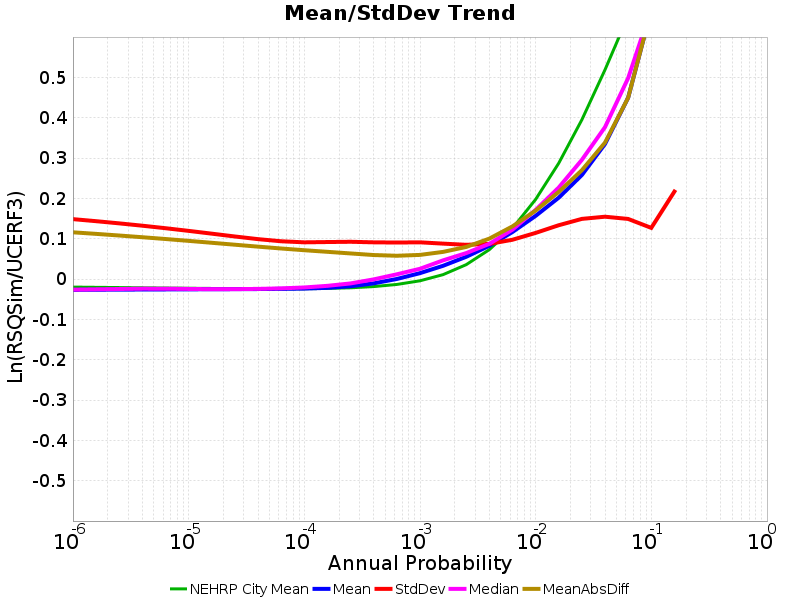 Mean/StdDev Trend
Ln(RSQSim/UCERF3)
0.5
0.4
0.3
0.2
0.1
0
-0.1
-0.2
-0.3
-0.4
-0.5
10^-6 10^-5 10^-4 10^-3 10^-2 10^-1 10^0
Annual Probability
NEHRP City Mean Mean StdDev Median MeanAbsDiff